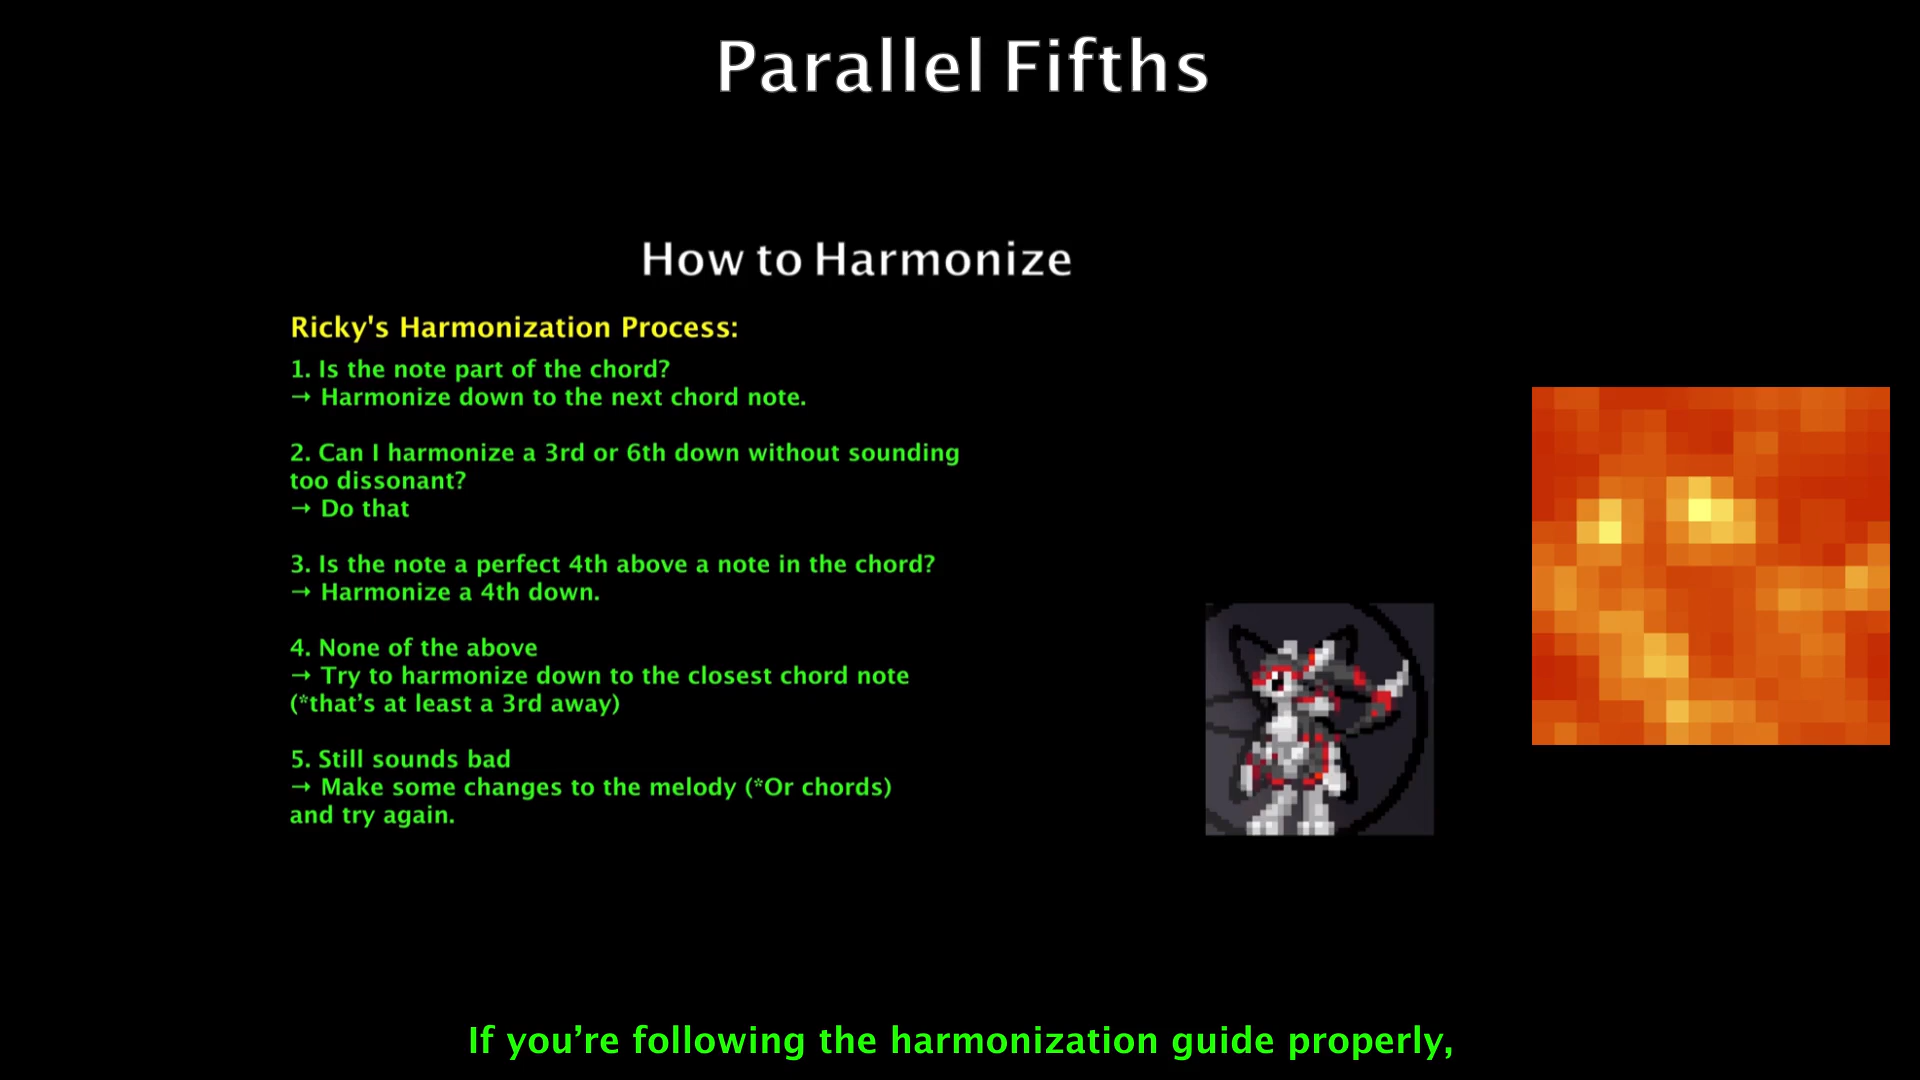 Parallel Fifths
How to Harmonize
Ricky's Harmonization Process:
1. Is the note part of the chord?
→ Harmonize down to the next chord note.
2. Can I harmonize a 3rd or 6th down without sounding
too dissonant?
→ Do that
3. Is the note a perfect 4th above a note in the chord?
→ Harmonize a 4th down.
4. None of the above
→ Try to harmonize down to the closest chord note
(*that’s at least a 3rd away)
5. Still sounds bad
→ Make some changes to the melody (*Or chords)
and try again.
If you’re following the harmonization guide properly,